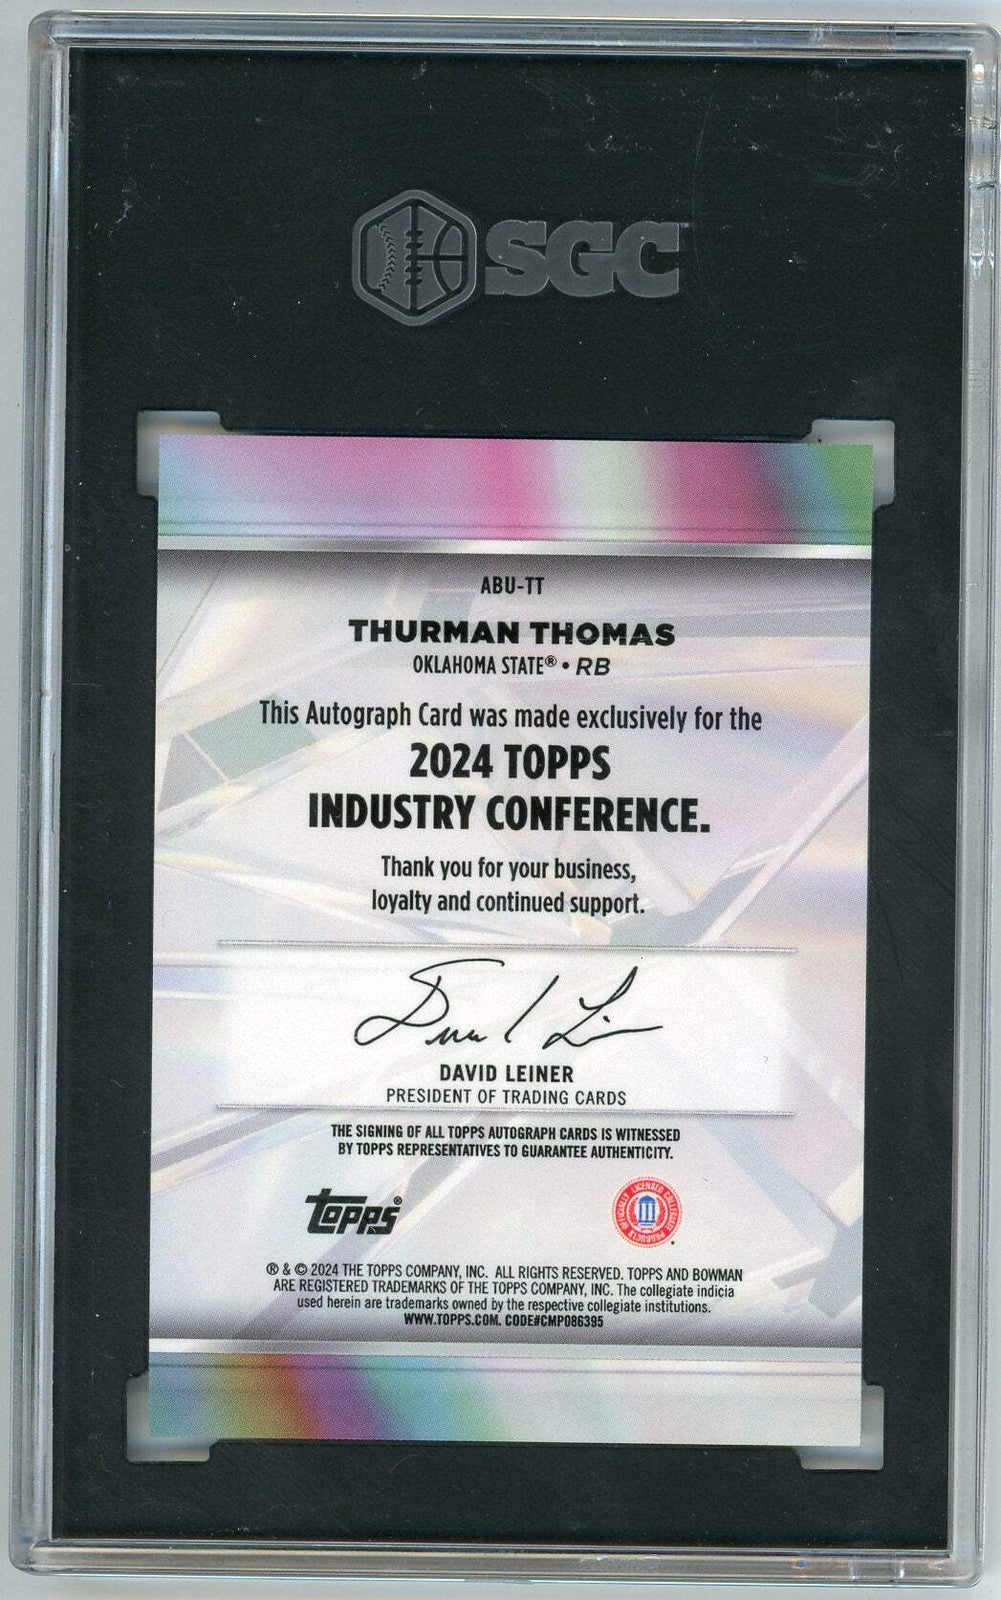 SGC
ABU-TT
THURMAN THOMAS
OKLAHOMA STATE® • RB
This Autograph Card was made exclusively for the
2024 TOPPS
INDUSTRY CONFERENCE.
Thank you for your business,
loyalty and continued support.
DAVID LEINER
PRESIDENT OF TRADING CARDS
THE SIGNING OF ALL TOPPS AUTOGRAPH CARDS IS WITNESSED
BY TOPPS REPRESENTATIVES TO GUARANTEE AUTHENTICITY.
Topps®
OFFICIALLY LICENSED COLLEGIATE PRODUCTS
® & © 2024 THE TOPPS COMPANY, INC. ALL RIGHTS RESERVED. TOPPS AND BOWMAN
ARE REGISTERED TRADEMARKS OF THE TOPPS COMPANY, INC. The collegiate indicia
used herein are trademarks owned by the respective collegiate institutions.
WWW.TOPPS.COM. CODE#CMP086395